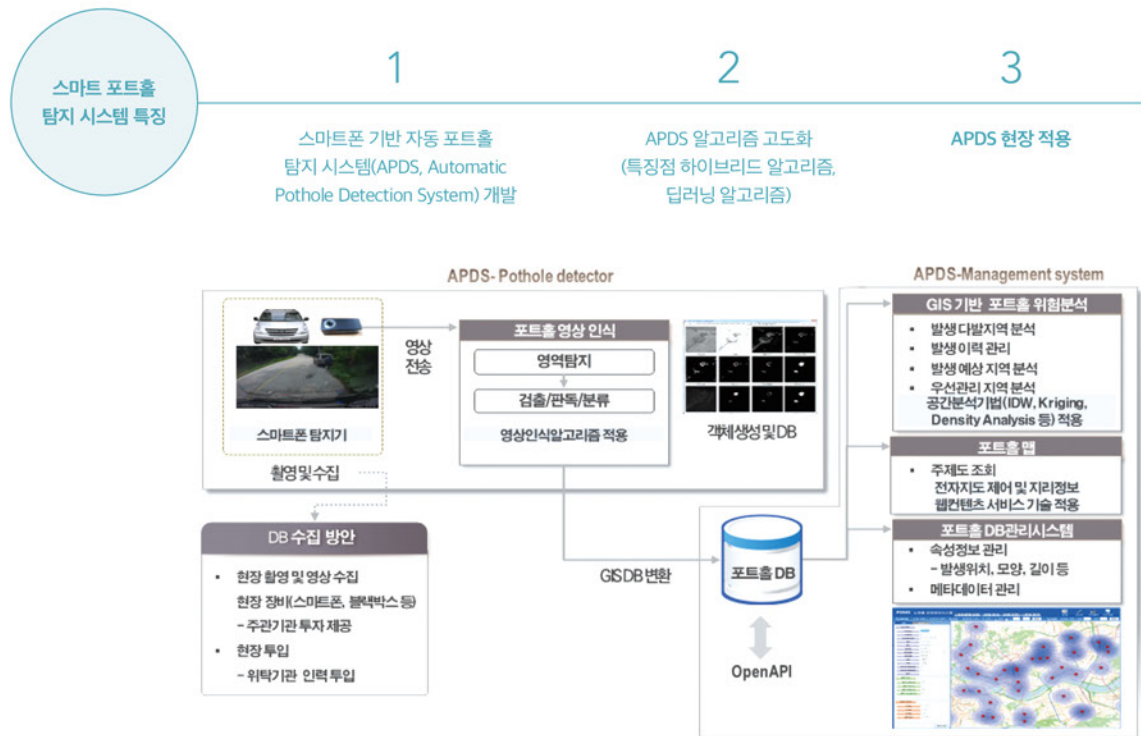 스마트 포트홀
탐지 시스템 특징
1
스마트폰 기반 자동 포트홀
탐지 시스템(APDS, Automatic
Pothole Detection System) 개발
2
APDS 알고리즘 고도화
(특징점 하이브리드 알고리즘,
딥러닝 알고리즘)
3
APDS 현장 적용
APDS- Pothole detector
스마트폰 탐지기
영상
전송
포트홀 영상 인식
영역탐지
검출/판독/분류
영상인식알고리즘 적용
객체생성 및 DB
촬영 및 수집
DB 수집 방안
▪ 현장 촬영 및 영상 수집
현장 장비(스마트폰, 블랙박스 등)
– 주관기관 투자 제공
▪ 현장 투입
– 위탁기관 인력 투입
GIS DB 변환
포트홀 DB
OpenAPI
APDS-Management system
GIS 기반 포트홀 위험분석
▪ 발생 다발지역 분석
▪ 발생 이력 관리
▪ 발생 예상 지역 분석
▪ 우선관리 지역 분석
공간분석기법(IDW, Kriging,
Density Analysis 등) 적용
포트홀 맵
▪ 주제도 조회
전자지도 제어 및 지리정보
웹컨텐츠 서비스 기술 적용
포트홀 DB관리시스템
▪ 속성정보 관리
– 발생위치, 모양, 길이 등
▪ 메타데이터 관리